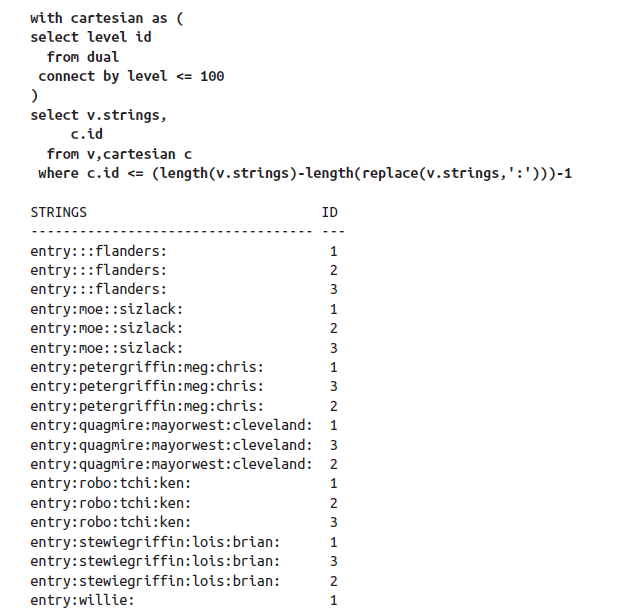 with cartesian as (
select level id
  from dual
 connect by level <= 100
)
select v.strings,
     c.id
  from v,cartesian c
 where c.id <= (length(v.strings)-length(replace(v.strings,':')))-1

STRINGS                             ID
---------------------------------- ---
entry:::flanders:                    1
entry:::flanders:                    2
entry:::flanders:                    3
entry:moe::sizlack:                  1
entry:moe::sizlack:                  2
entry:moe::sizlack:                  3
entry:petergriffin:meg:chris:        1
entry:petergriffin:meg:chris:        3
entry:petergriffin:meg:chris:        2
entry:quagmire:mayorwest:cleveland:  1
entry:quagmire:mayorwest:cleveland:  3
entry:quagmire:mayorwest:cleveland:  2
entry:robo:tchi:ken:                 1
entry:robo:tchi:ken:                 2
entry:robo:tchi:ken:                 3
entry:stewiegriffin:lois:brian:      1
entry:stewiegriffin:lois:brian:      3
entry:stewiegriffin:lois:brian:      2
entry:willie:                        1